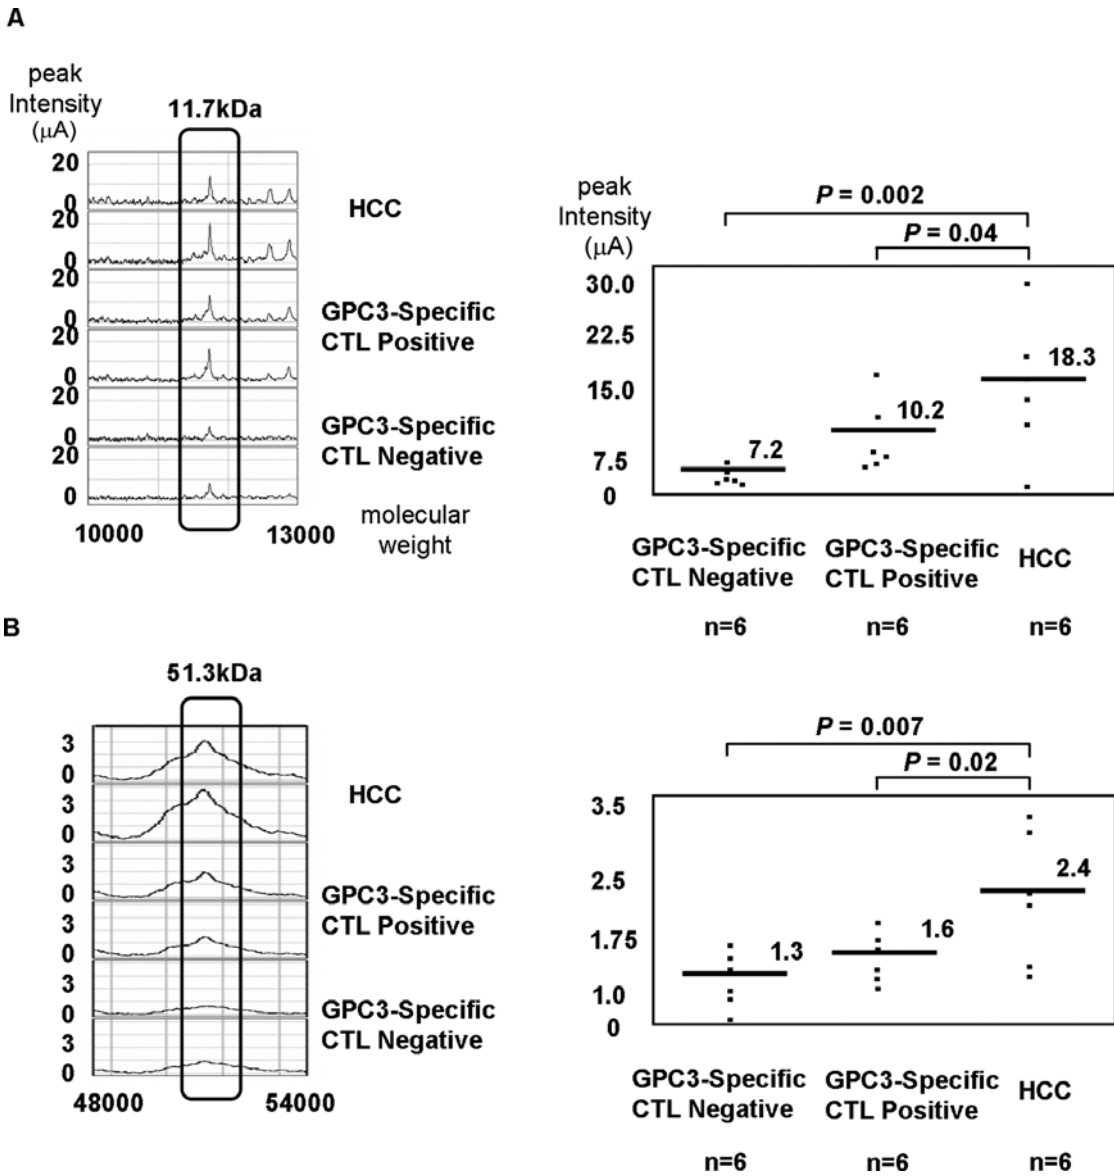 A
peak
Intensity
(μA)
11.7kDa
20
0
20
0
20
0
20
0
20
0
20
0
HCC
GPC3-Specific
CTL Positive
GPC3-Specific
CTL Negative
10000
13000
molecular
weight
peak
Intensity
(μA)
P = 0.002
P = 0.04
30.0
22.5
15.0
7.5
0
7.2
10.2
18.3
GPC3-Specific
CTL Negative
GPC3-Specific
CTL Positive
HCC
n=6
n=6
n=6
B
51.3kDa
3
0
3
0
3
0
3
0
3
0
3
0
HCC
GPC3-Specific
CTL Positive
GPC3-Specific
CTL Negative
48000
54000
P = 0.007
P = 0.02
3.5
2.5
1.75
1.0
0
1.3
1.6
2.4
GPC3-Specific
CTL Negative
GPC3-Specific
CTL Positive
HCC
n=6
n=6
n=6